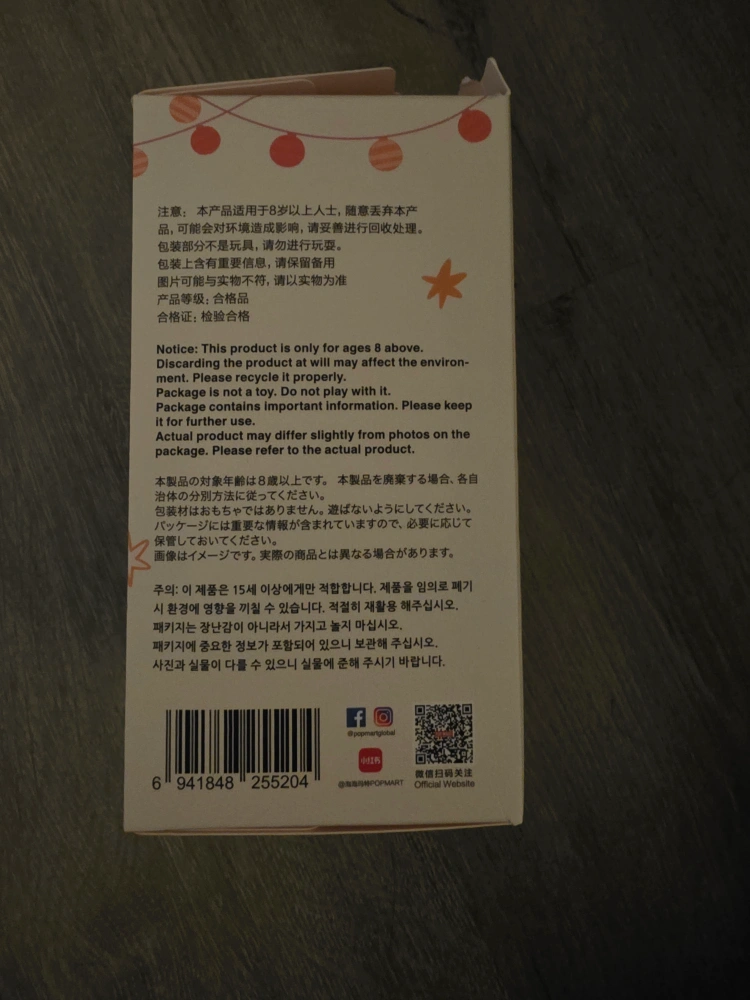 注意： 本产品适用于8岁以上人士，随意丢弃本产
品，可能会对环境造成影响，请妥善进行回收处理。
包装部分不是玩具，请勿进行玩耍。
包装上含有重要信息，请保留备用
图片可能与实物不符，请以实物为准
产品等级：合格品
合格证：检验合格
Notice: This product is only for ages 8 above.
Discarding the product at will may affect the environ-
ment. Please recycle it properly.
Package is not a toy. Do not play with it.
Package contains important information. Please keep
it for further use.
Actual product may differ slightly from photos on the
package. Please refer to the actual product.
本製品の対象年齢は8歳以上です。 本製品を廃棄する場合、各自
治体の分別方法に従ってください。
包装材はおもちゃではありません。遊ばないようにしてください。
パッケージには重要な情報が含まれていますので、必要に応じて
保管しておいてください。
画像はイメージです。実際の商品とは異なる場合があります。
주의: 이 제품은 15세 이상에게만 적합합니다. 제품을 임의로 폐기
시 환경에 영향을 끼칠 수 있습니다. 적절히 재활용 해주십시오.
패키지는 장난감이 아니라서 가지고 놀지 마십시오.
패키지에 중요한 정보가 포함되어 있으니 보관해 주십시오.
사진과 실물이 다를 수 있으니 실물에 준해 주시기 바랍니다.
6 941848 255204
@popmartglobal
小红书
@泡泡玛特POPMART
微信扫码关注
Official Website